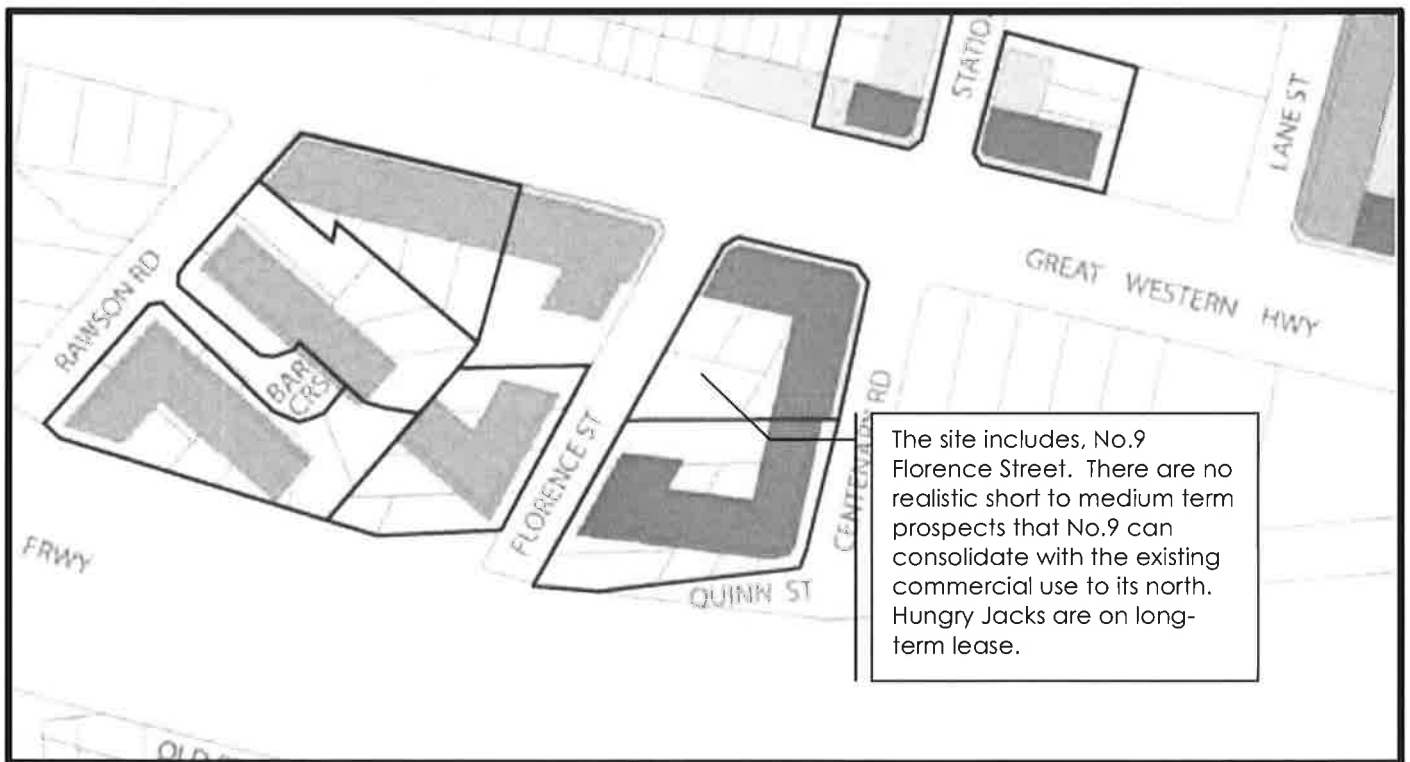 STATIO
LANE ST
RAWSON RD
GREAT WESTERN HWY
BAR
CRS
FLORENCE ST
CENTENARY RD
FRWY
QUINN ST
OLD
The site includes, No.9
Florence Street. There are no
realistic short to medium term
prospects that No.9 can
consolidate with the existing
commercial use to its north.
Hungry Jacks are on long-
term lease.